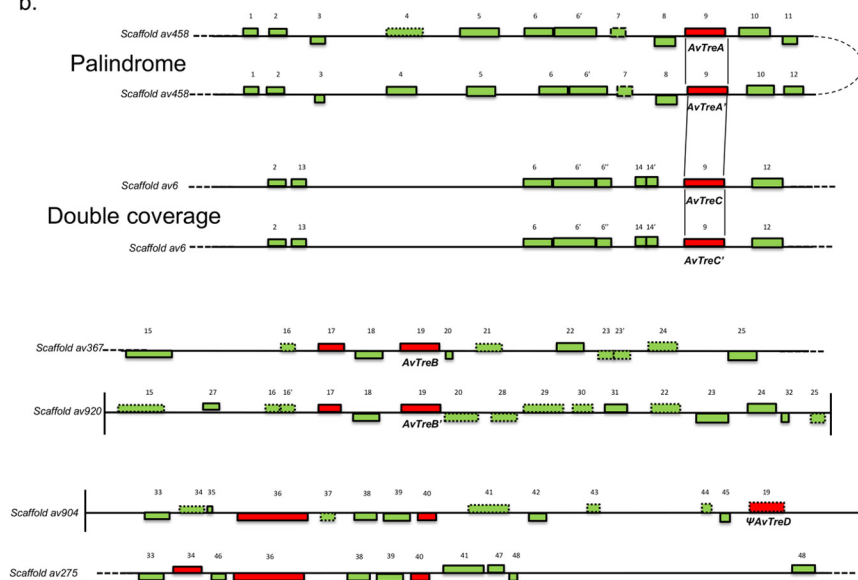 b.
1 2 3 4 5 6 6' 7 8 9 10 11
Scaffold av458
AvTreA
Palindrome
1 2 3 4 5 6 6' 7 8 9 10 12
Scaffold av458
AvTreA'
2 13 6 6' 6'' 14 14' 9 12
Scaffold av6
AvTreC
Double coverage
2 13 6 6' 6'' 14 14' 9 12
Scaffold av6
AvTreC'
15 16 17 18 19 20 21 22 23 23' 24 25
Scaffold av367
AvTreB
15 27 16 16' 17 18 19 20 28 29 30 31 22 23 24 32 25
Scaffold av920
AvTreB'
33 34 35 36 37 38 39 40 41 42 43 44 45 19
Scaffold av904
ΨAvTreD
33 34 46 36 38 39 40 41 47 48 48
Scaffold av275